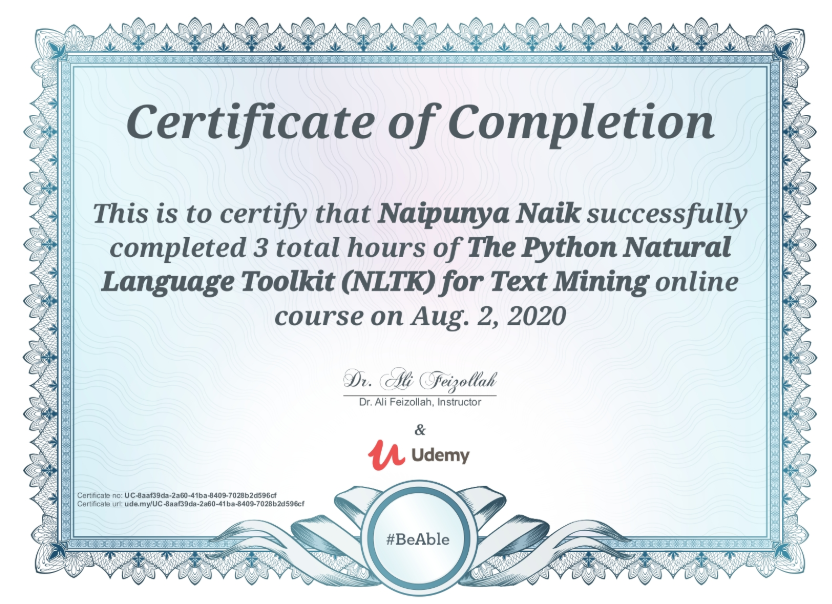 Certificate of Completion
This is to certify that Naipunya Naik successfully
completed 3 total hours of The Python Natural
Language Toolkit (NLTK) for Text Mining online
course on Aug. 2, 2020
Dr. Ali Feizollah
Dr. Ali Feizollah, Instructor
&
Udemy
Certificate no: UC-8aaf39da-2a60-41ba-8409-7028b2d596cf
Certificate url: ude.my/UC-8aaf39da-2a60-41ba-8409-7028b2d596cf
#BeAble